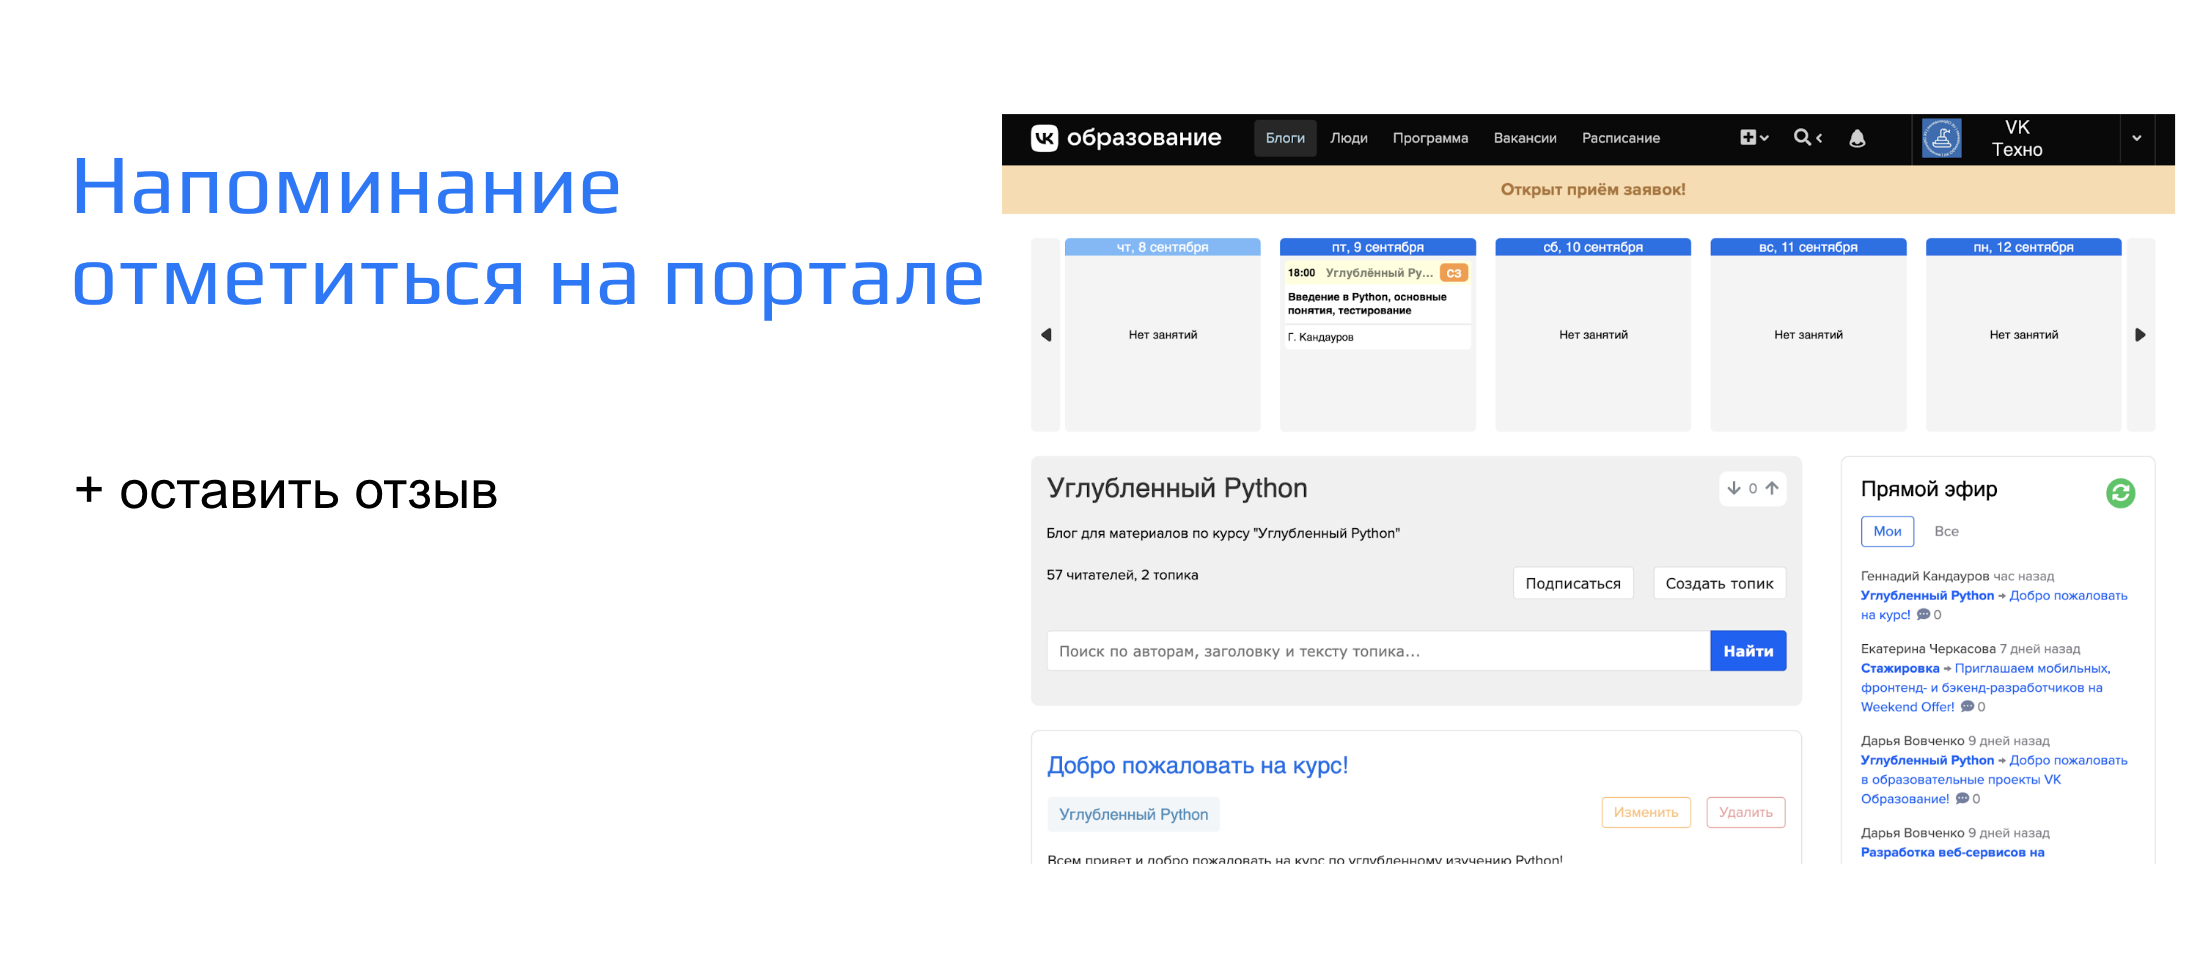 Напоминание
отметиться на портале
+ оставить отзыв
образование
Блоги
Люди
Программа
Вакансии
Расписание
VK
Техно
Открыт приём заявок!
чт, 8 сентября
Нет занятий
пт, 9 сентября
18:00 Углублённый Ру... СЗ
Введение в Python, основные
понятия, тестирование
Г. Кандауров
сб, 10 сентября
Нет занятий
вс, 11 сентября
Нет занятий
пн, 12 сентября
Нет занятий
Углубленный Python
0
Блог для материалов по курсу "Углубленный Python"
57 читателей, 2 топика
Подписаться
Создать топик
Поиск по авторам, заголовку и тексту топика...
Найти
Добро пожаловать на курс!
Углубленный Python
Изменить
Удалить
Всем привет и добро пожаловать на курс по углубленному изучению Python!
Прямой эфир
Мои
Все
Геннадий Кандауров час назад
Углубленный Python → Добро пожаловать
на курс! 0
Екатерина Черкасова 7 дней назад
Стажировка → Приглашаем мобильных,
фронтенд- и бэкенд-разработчиков на
Weekend Offer! 0
Дарья Вовченко 9 дней назад
Углубленный Python → Добро пожаловать
в образовательные проекты VK
Образование! 0
Дарья Вовченко 9 дней назад
Разработка веб-сервисов на